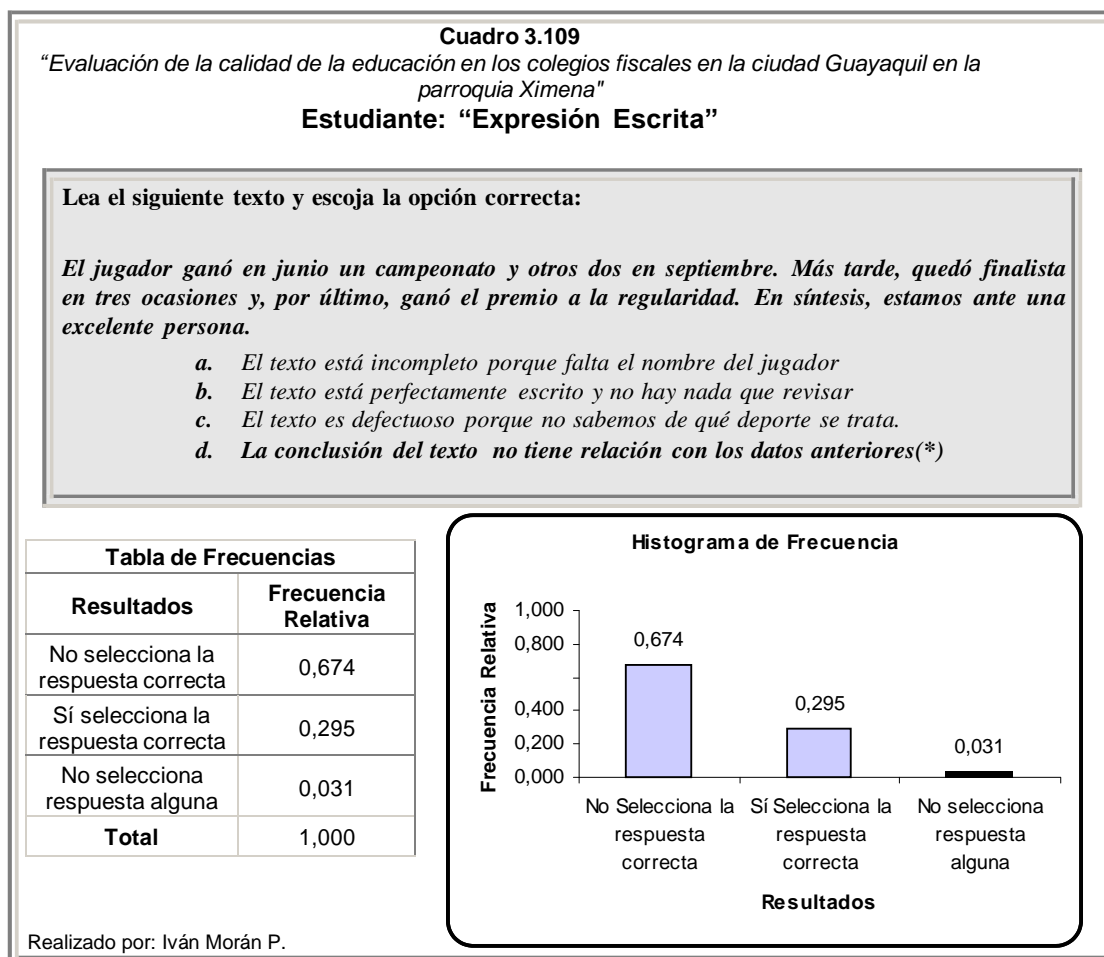 Cuadro 3.109
“Evaluación de la calidad de la educación en los colegios fiscales en la ciudad Guayaquil en la
parroquia Ximena"
Estudiante: “Expresión Escrita”
Lea el siguiente texto y escoja la opción correcta:
El jugador ganó en junio un campeonato y otros dos en septiembre. Más tarde, quedó finalista
en tres ocasiones y, por último, ganó el premio a la regularidad. En síntesis, estamos ante una
excelente persona.
a. El texto está incompleto porque falta el nombre del jugador
b. El texto está perfectamente escrito y no hay nada que revisar
c. El texto es defectuoso porque no sabemos de qué deporte se trata.
d. La conclusión del texto no tiene relación con los datos anteriores(*)
Tabla de Frecuencias
Resultados
Frecuencia
Relativa
No selecciona la
respuesta correcta
0,674
Sí selecciona la
respuesta correcta
0,295
No selecciona
respuesta alguna
0,031
Total
1,000
Histograma de Frecuencia
Frecuencia Relativa
1,000
0,800
0,400
0,200
0,000
0,674
0,295
0,031
No Selecciona la
respuesta
correcta
Sí Selecciona la
respuesta
correcta
No selecciona
respuesta
alguna
Resultados
Realizado por: Iván Morán P.